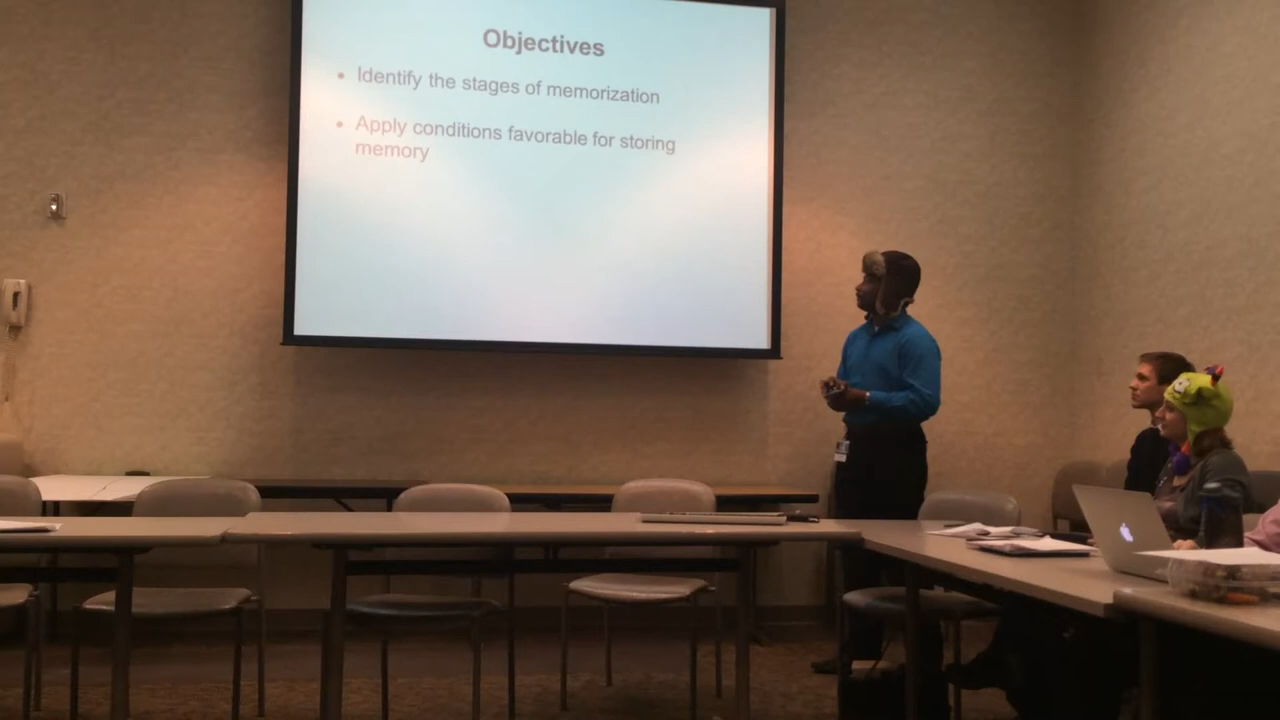 Objectives
• Identify the stages of memorization
• Apply conditions favorable for storing
memory